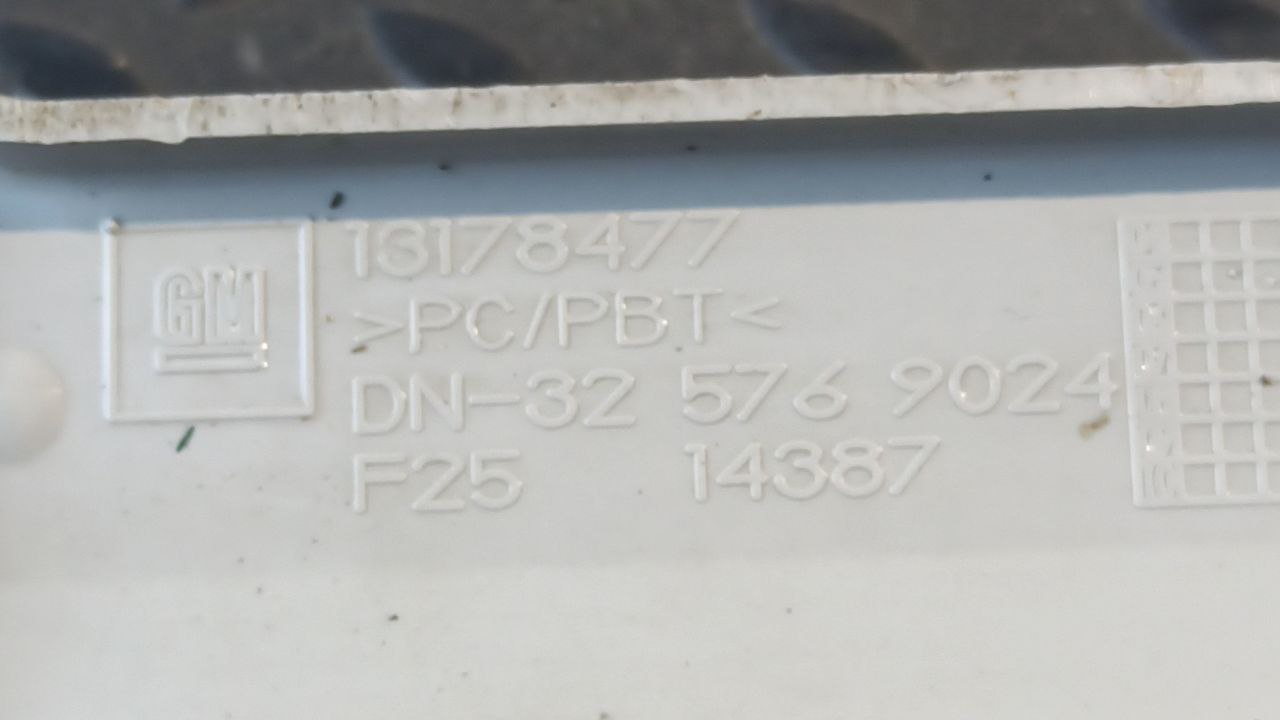 GM
13178477
>PC/PBT<
DN-32 576 9024
F25 14387